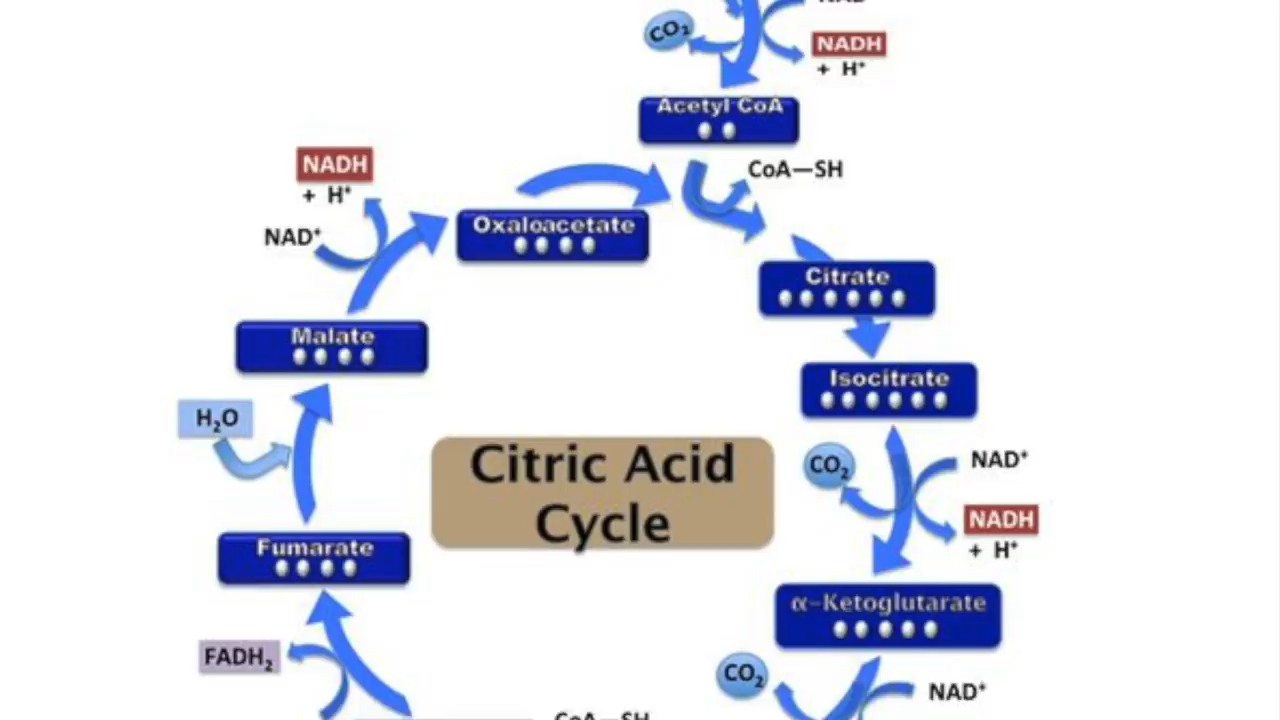 CO₂
NADH
+ H⁺
Acetyl CoA
CoA—SH
NADH
+ H⁺
NAD⁺
Oxaloacetate
Citrate
Malate
Isocitrate
H₂O
Citric Acid
Cycle
CO₂
NAD⁺
NADH
+ H⁺
Fumarate
α-Ketoglutarate
FADH₂
CO₂
NAD⁺
CoA—SH